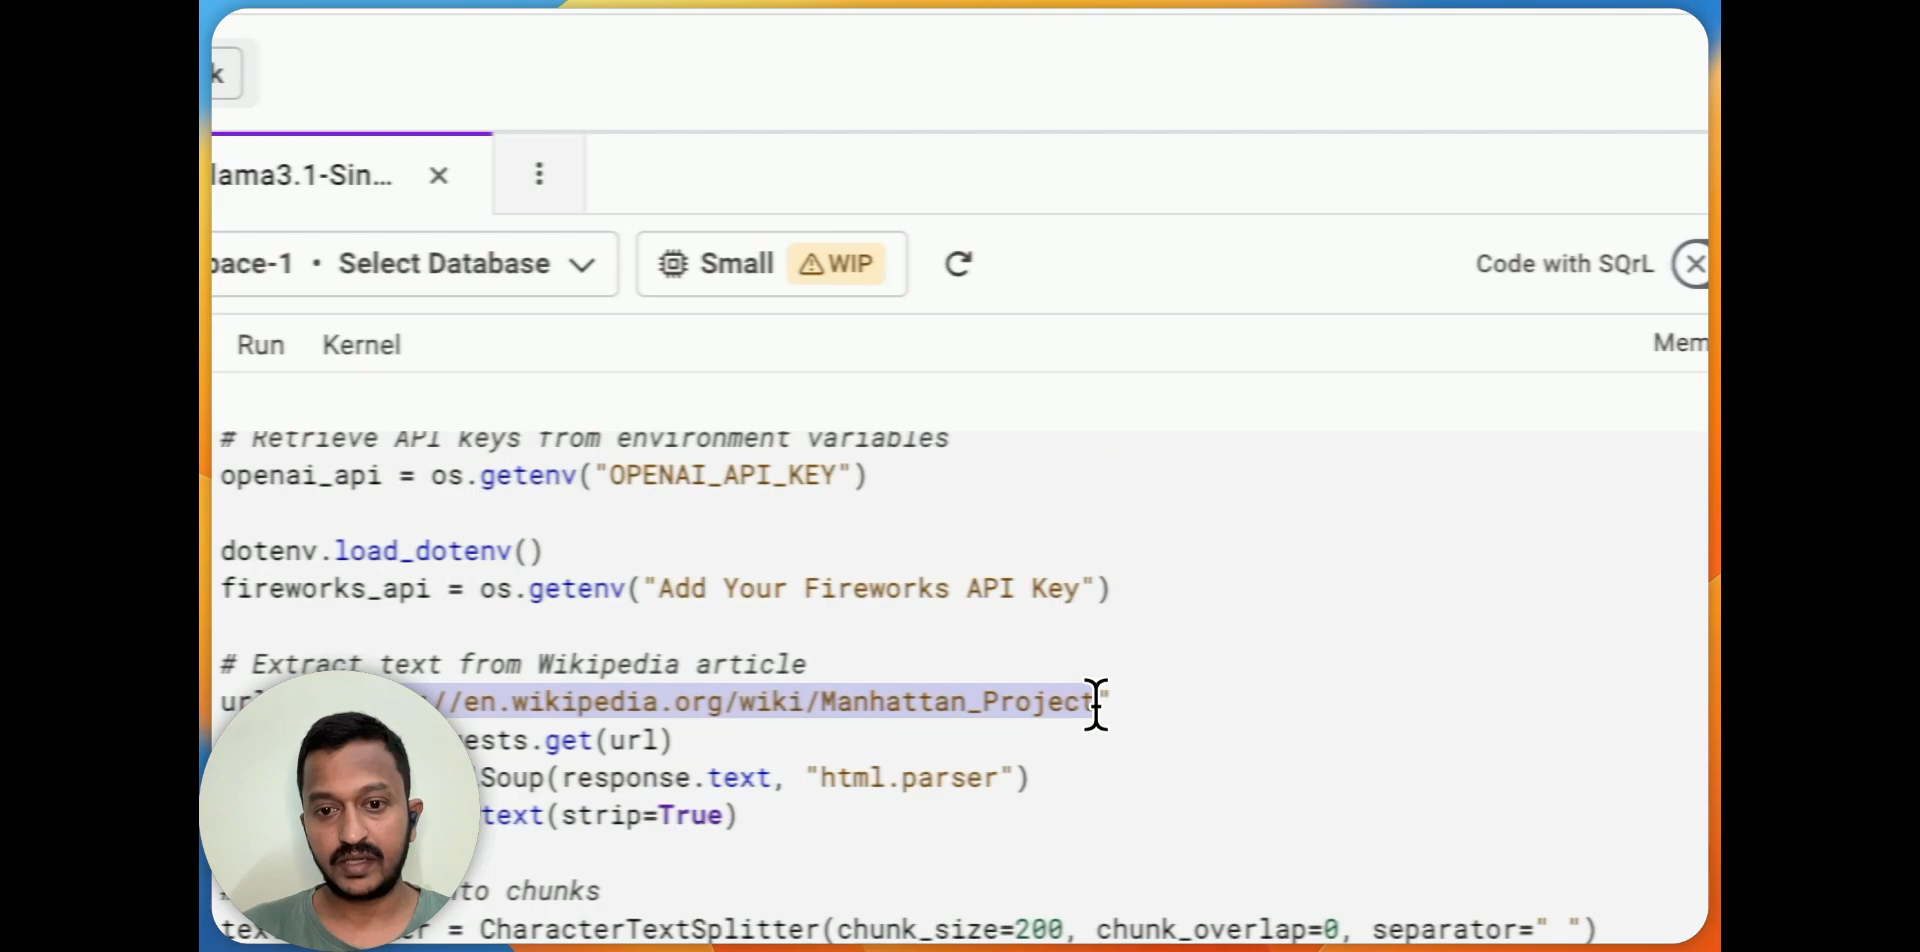 k
lama3.1-Sin...
pace-1 • Select Database
Small
WIP
Code with SQrL
Run Kernel
Mem
# Retrieve API keys from environment variables
openai_api = os.getenv("OPENAI_API_KEY")
dotenv.load_dotenv()
fireworks_api = os.getenv("Add Your Fireworks API Key")
# Extract text from Wikipedia article
url //en.wikipedia.org/wiki/Manhattan_Project"
ests.get(url)
Soup(response.text, "html.parser")
text(strip=True)
to chunks
tex r = CharacterTextSplitter(chunk_size=200, chunk_overlap=0, separator=" ")